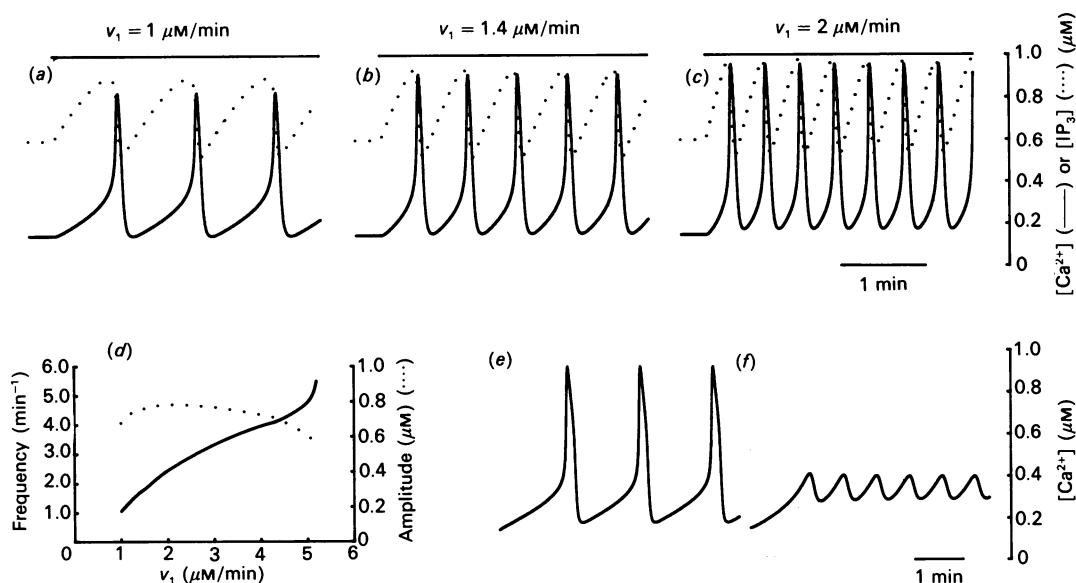 v₁ = 1 μM/min
v₁ = 1.4 μM/min
v₁ = 2 μM/min
(a)
(b)
(c)
1.0
0.8
0.6
0.4
0.2
0
[Ca²⁺] (——) or [IP₃] (····) (μM)
1 min
(d)
Frequency (min⁻¹)
6.0
5.0
4.0
3.0
2.0
1.0
0 1 2 3 4 5 6
v₁ (μM/min)
1.0
0.8
0.6
0.4
0.2
0
Amplitude (μM) (····)
(e)
(f)
1.0
0.8
0.6
0.4
0.2
0
[Ca²⁺] (μM)
1 min